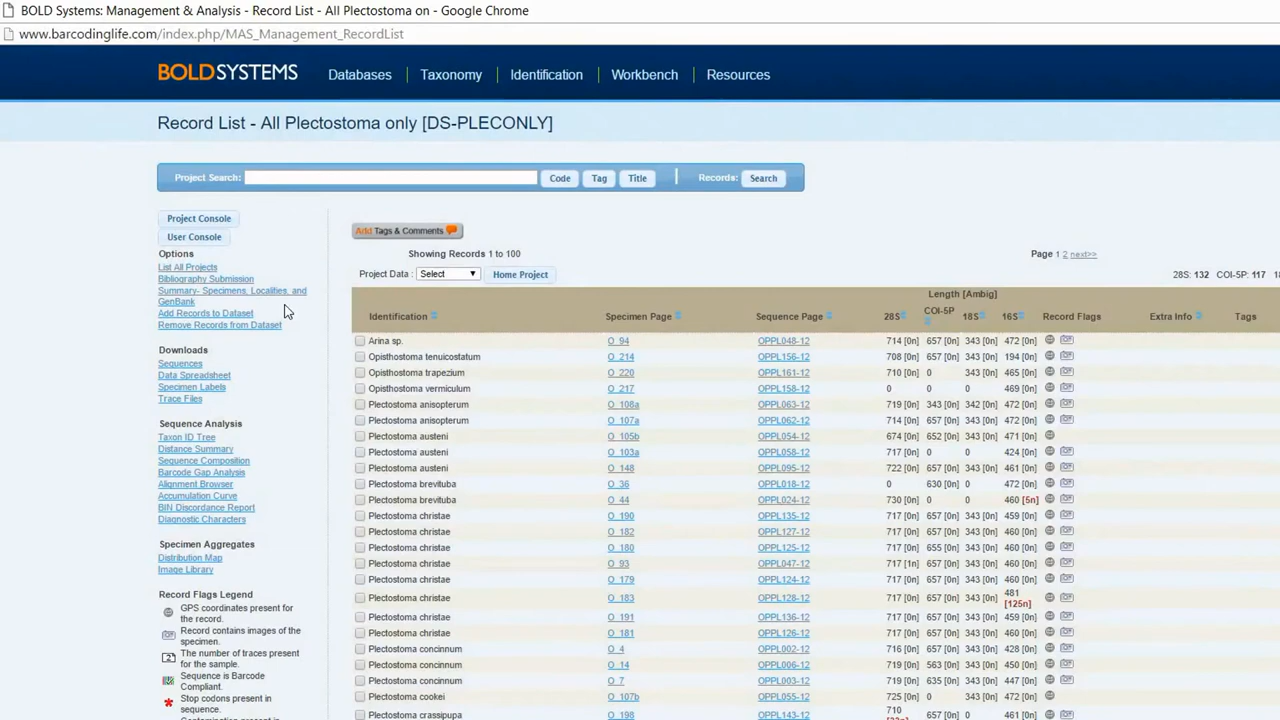 BOLD Systems: Management & Analysis - Record List - All Plectostoma on - Google Chrome
www.barcodinglife.com/index.php/MAS_Management_RecordList
BOLDSYSTEMS Databases Taxonomy Identification Workbench Resources
Record List - All Plectostoma only [DS-PLECONLY]
Project Search: Code Tag Title Records: Search
Project Console
User Console
Options
List All Projects
Bibliography Submission
Summary- Specimens, Localities, and
GenBank
Add Records to Dataset
Remove Records from Dataset
Downloads
Sequences
Data Spreadsheet
Specimen Labels
Trace Files
Sequence Analysis
Taxon ID Tree
Distance Summary
Sequence Composition
Barcode Gap Analysis
Alignment Browser
Accumulation Curve
BIN Discordance Report
Diagnostic Characters
Specimen Aggregates
Distribution Map
Image Library
Record Flags Legend
GPS coordinates present for
the record.
Record contains images of the
specimen.
The number of traces present
for the sample.
Sequence is Barcode
Compliant.
Stop codons present in
sequence.
Contamination present in
Add Tags & Comments
Showing Records 1 to 100 Page 1 2 next>>
Project Data : Select Home Project 28S: 132 COI-5P: 117 18
Length [Ambig]
Identification Specimen Page Sequence Page 28S COI-5P 18S 16S Record Flags Extra Info Tags
Arina sp. O_94 OPPL048-12 714 [0n] 657 [0n] 343 [0n] 472 [0n]
Opisthostoma tenuicostatum O_214 OPPL156-12 708 [0n] 657 [0n] 343 [0n] 194 [0n]
Opisthostoma trapezium O_220 OPPL161-12 710 [0n] 0 343 [0n] 465 [0n]
Opisthostoma vermiculum O_217 OPPL158-12 0 0 0 469 [0n]
Plectostoma anisopterum O_108a OPPL063-12 719 [0n] 343 [0n] 342 [0n] 472 [0n]
Plectostoma anisopterum O_107a OPPL062-12 714 [0n] 657 [0n] 343 [0n] 472 [0n]
Plectostoma austeni O_105b OPPL054-12 674 [0n] 652 [0n] 343 [0n] 471 [0n]
Plectostoma austeni O_103a OPPL058-12 717 [0n] 0 0 424 [0n]
Plectostoma austeni O_148 OPPL095-12 722 [0n] 657 [0n] 343 [0n] 461 [0n]
Plectostoma brevituba O_36 OPPL018-12 0 630 [0n] 0 472 [0n]
Plectostoma brevituba O_44 OPPL024-12 730 [0n] 0 0 460 [5n]
Plectostoma christae O_190 OPPL135-12 717 [0n] 657 [0n] 343 [0n] 459 [0n]
Plectostoma christae O_182 OPPL127-12 717 [0n] 657 [0n] 343 [0n] 460 [0n]
Plectostoma christae O_180 OPPL125-12 717 [0n] 655 [0n] 343 [0n] 460 [0n]
Plectostoma christae O_93 OPPL047-12 717 [1n] 657 [0n] 343 [0n] 460 [0n]
Plectostoma christae O_179 OPPL124-12 717 [0n] 657 [0n] 343 [0n] 460 [0n]
Plectostoma christae O_183 OPPL128-12 717 [0n] 657 [0n] 343 [0n] 481 [125n]
Plectostoma christae O_191 OPPL136-12 717 [0n] 657 [0n] 343 [0n] 459 [0n]
Plectostoma christae O_181 OPPL126-12 717 [0n] 657 [0n] 343 [0n] 460 [0n]
Plectostoma concinnum O_4 OPPL002-12 716 [0n] 657 [0n] 343 [0n] 428 [0n]
Plectostoma concinnum O_14 OPPL006-12 719 [0n] 563 [0n] 343 [0n] 450 [0n]
Plectostoma concinnum O_7 OPPL003-12 719 [0n] 635 [0n] 343 [0n] 447 [0n]
Plectostoma cookei O_107b OPPL055-12 725 [0n] 0 343 [0n] 472 [0n]
Plectostoma crassipupa O_198 OPPL143-12 710 657 [0n] 0 461 [0n]